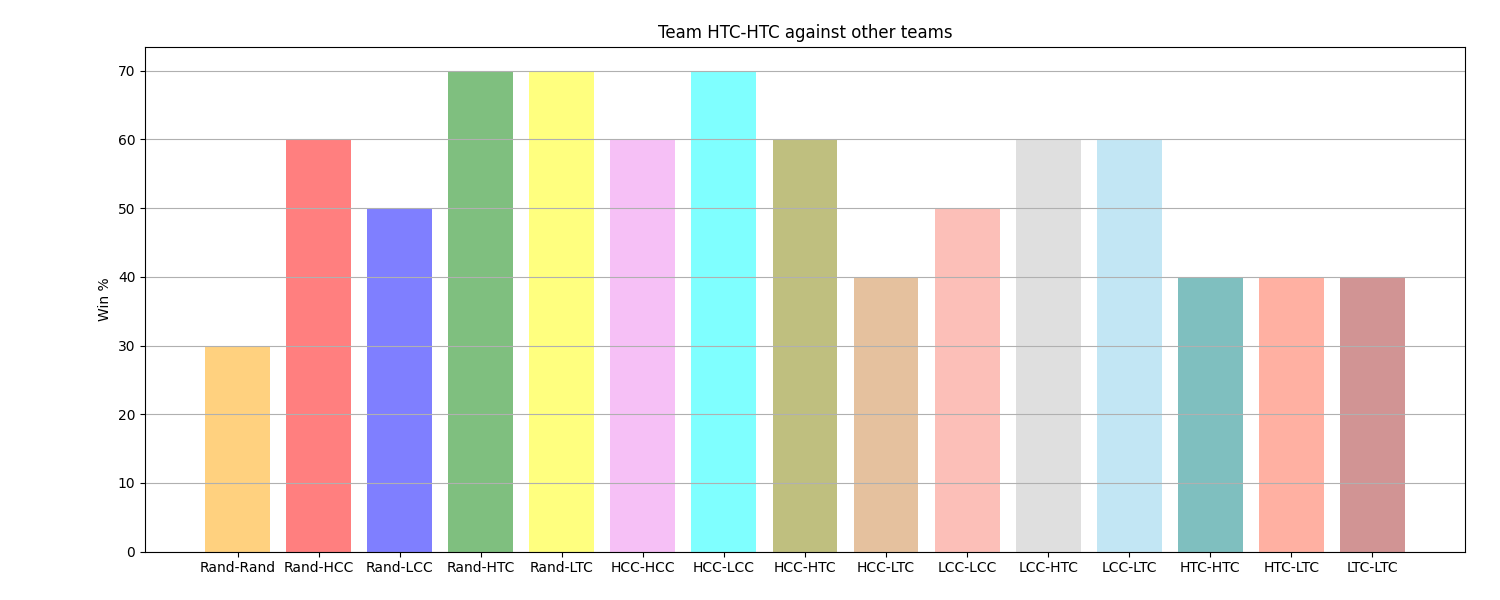 Team HTC-HTC against other teams
Win %
70
60
50
40
30
20
10
0
Rand-Rand Rand-HCC Rand-LCC Rand-HTC Rand-LTC HCC-HCC HCC-LCC HCC-HTC HCC-LTC LCC-LCC LCC-HTC LCC-LTC HTC-HTC HTC-LTC LTC-LTC